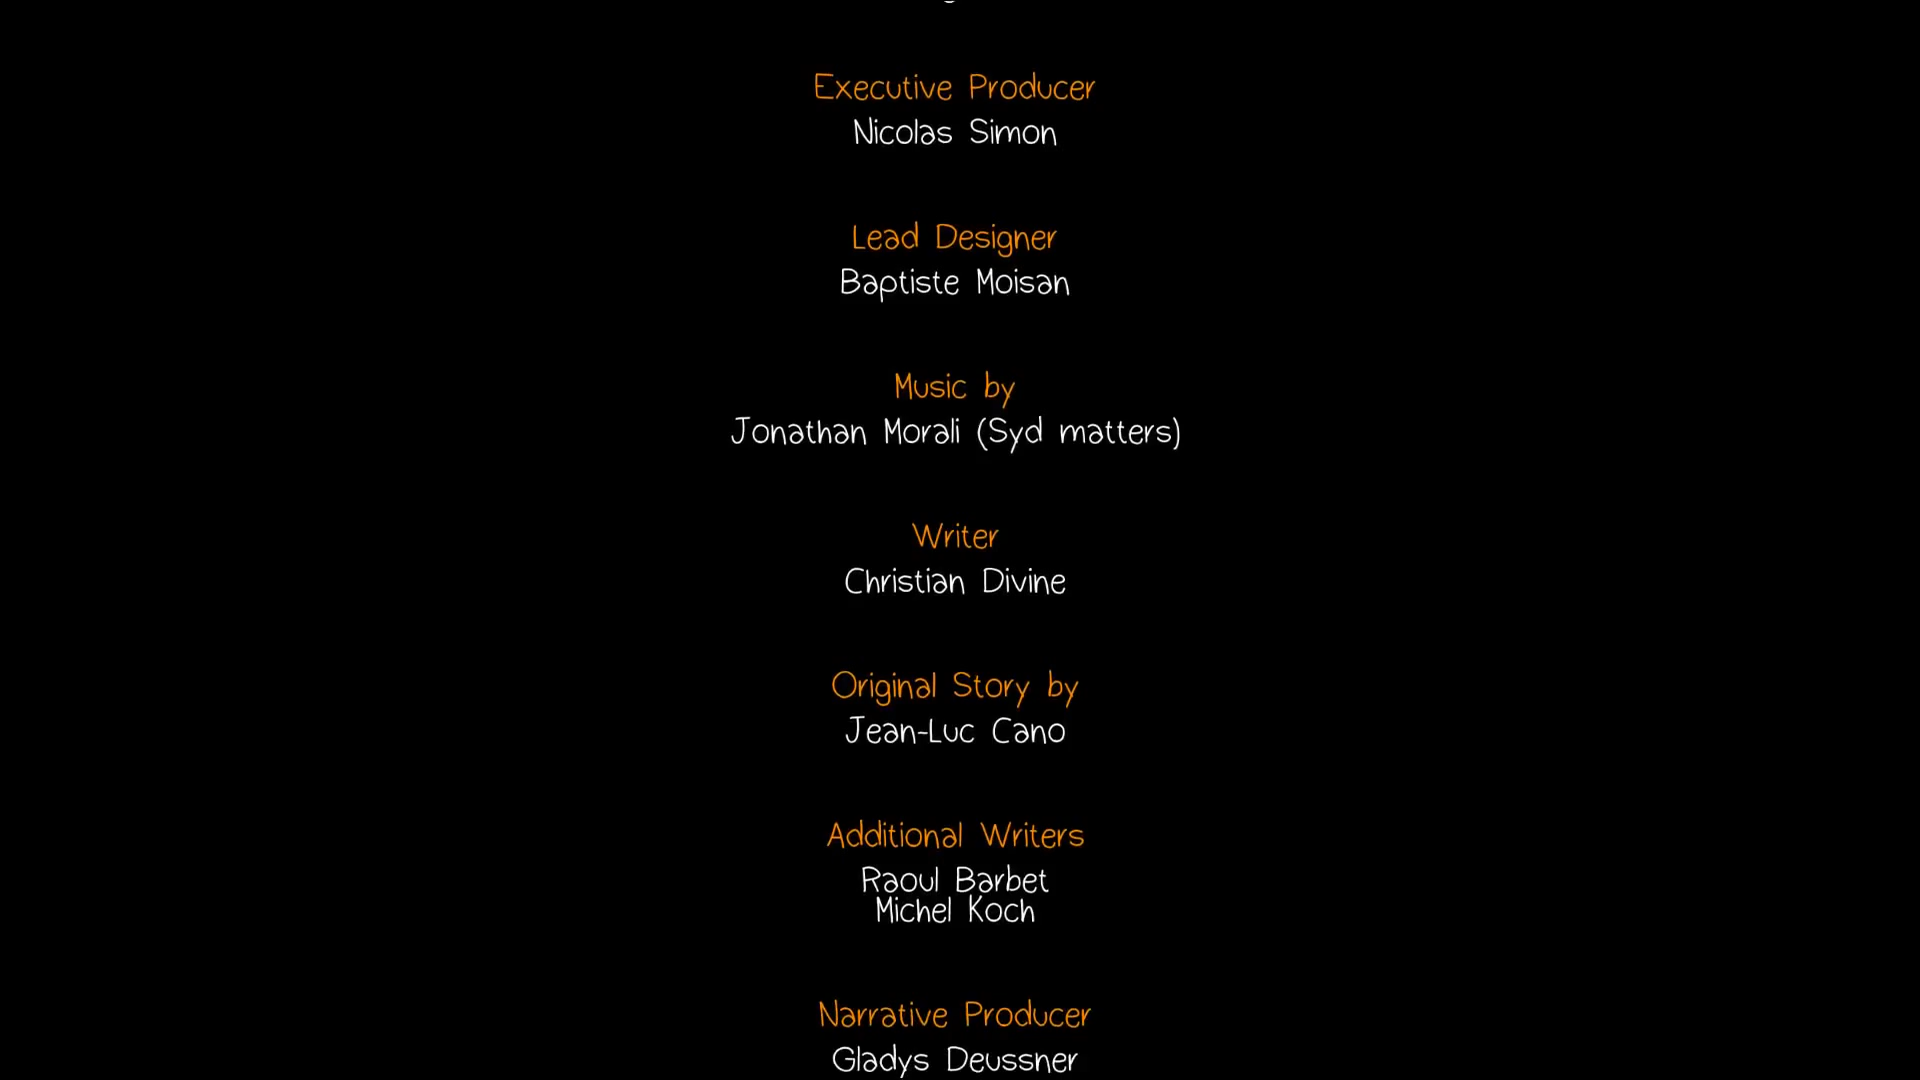 Executive Producer
Nicolas Simon
Lead Designer
Baptiste Moisan
Music by
Jonathan Morali (Syd matters)
Writer
Christian Divine
Original Story by
Jean-Luc Cano
Additional Writers
Raoul Barbet
Michel Koch
Narrative Producer
Gladys Deussner